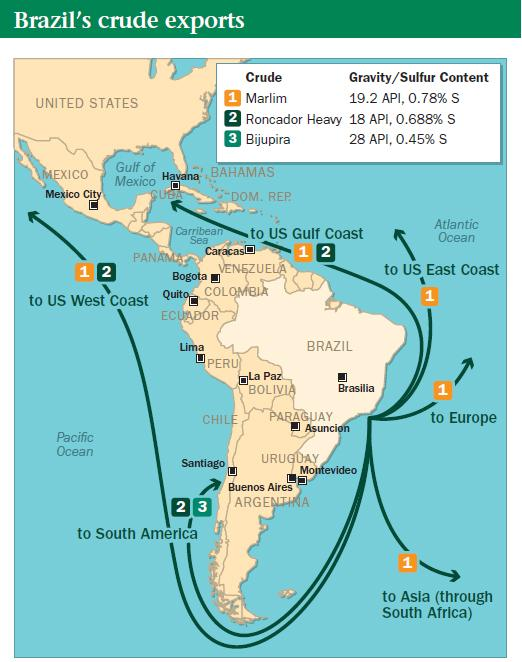 Brazil's crude exports
Crude Gravity/Sulfur Content
1 Marlim 19.2 API, 0.78% S
2 Roncador Heavy 18 API, 0.688% S
3 Bijupira 28 API, 0.45% S
UNITED STATES
MEXICO
Mexico City
Gulf of
Mexico
Havana
CUBA
BAHAMAS
DOM. REP.
Carribean
Sea
Atlantic
Ocean
to US Gulf Coast
1 2
PANAMA
Caracas
VENEZUELA
Bogota
COLOMBIA
Quito
ECUADOR
to US East Coast
1
1 2
to US West Coast
Lima
PERU
BRAZIL
La Paz
BOLIVIA
Brasilia
1
to Europe
CHILE
PARAGUAY
Asuncion
Pacific
Ocean
Santiago
URUGUAY
Montevideo
Buenos Aires
ARGENTINA
2 3
to South America
1
to Asia (through
South Africa)